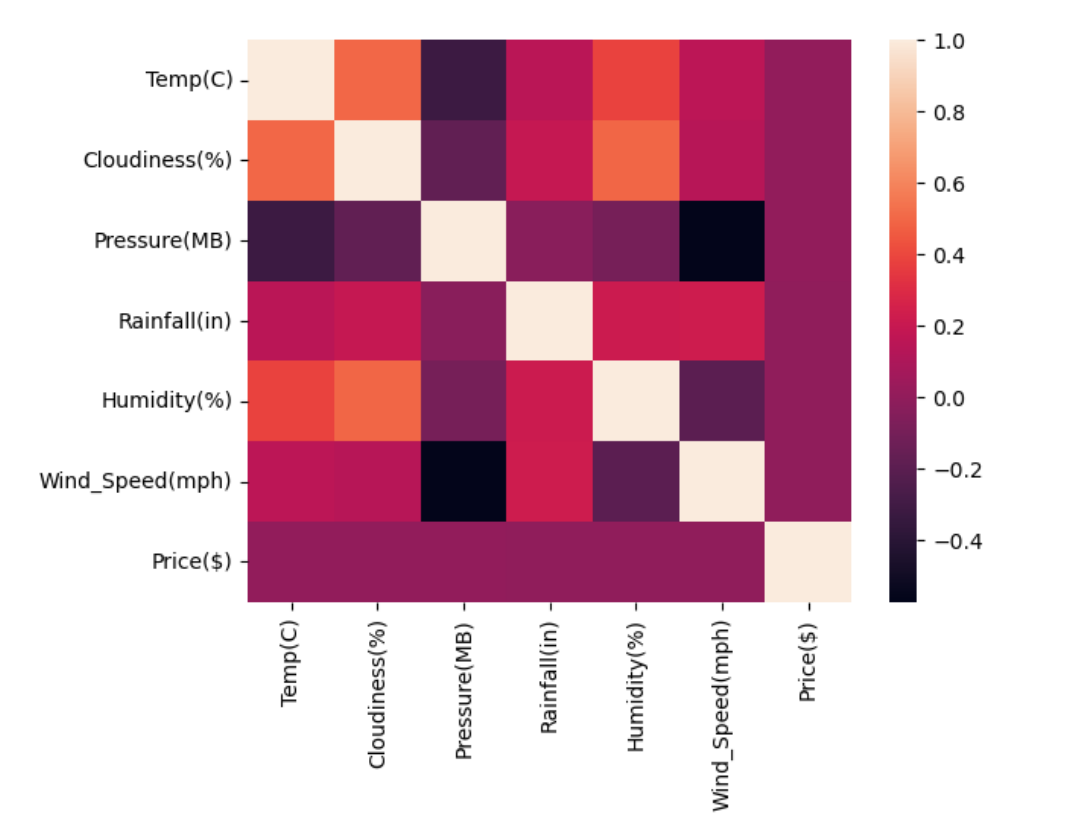 Temp(C)
Cloudiness(%)
Pressure(MB)
Rainfall(in)
Humidity(%)
Wind_Speed(mph)
Price($)
Temp(C)
Cloudiness(%)
Pressure(MB)
Rainfall(in)
Humidity(%)
Wind_Speed(mph)
Price($)
1.0
0.8
0.6
0.4
0.2
0.0
−0.2
−0.4